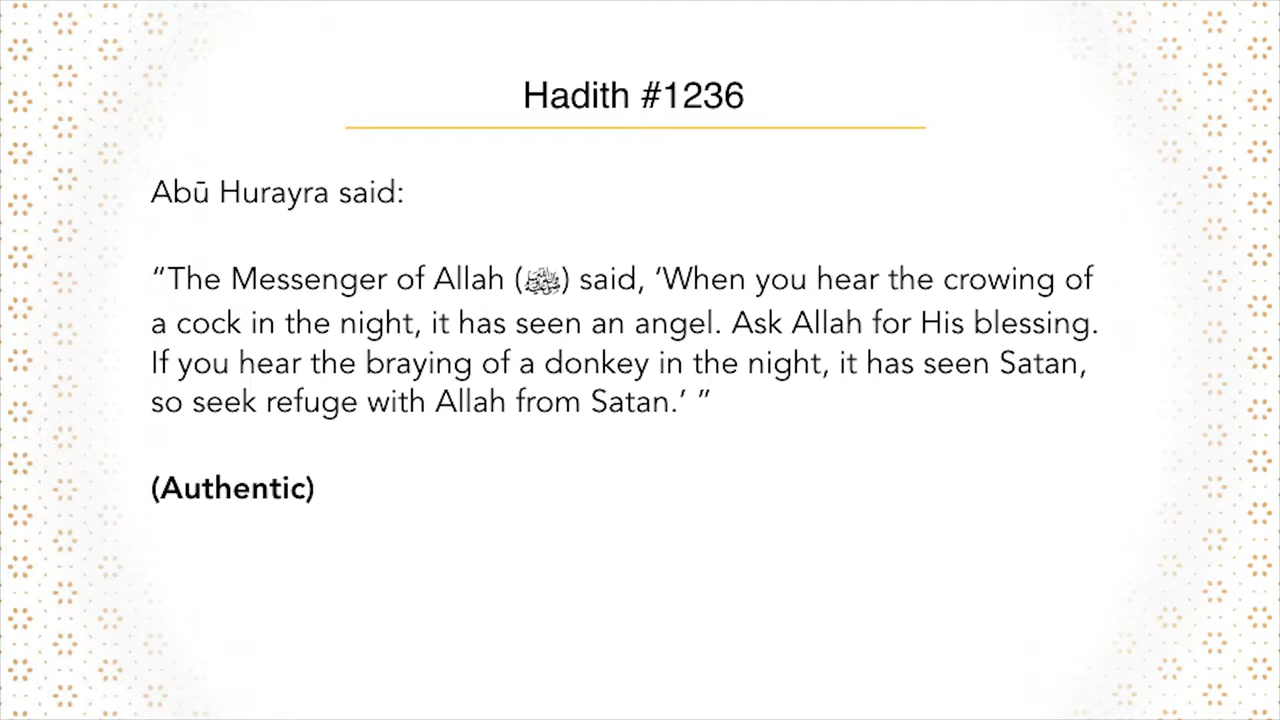 Hadith #1236
Abū Hurayra said:
“The Messenger of Allah (ﷺ) said, ‘When you hear the crowing of
a cock in the night, it has seen an angel. Ask Allah for His blessing.
If you hear the braying of a donkey in the night, it has seen Satan,
so seek refuge with Allah from Satan.’ ”
(Authentic)